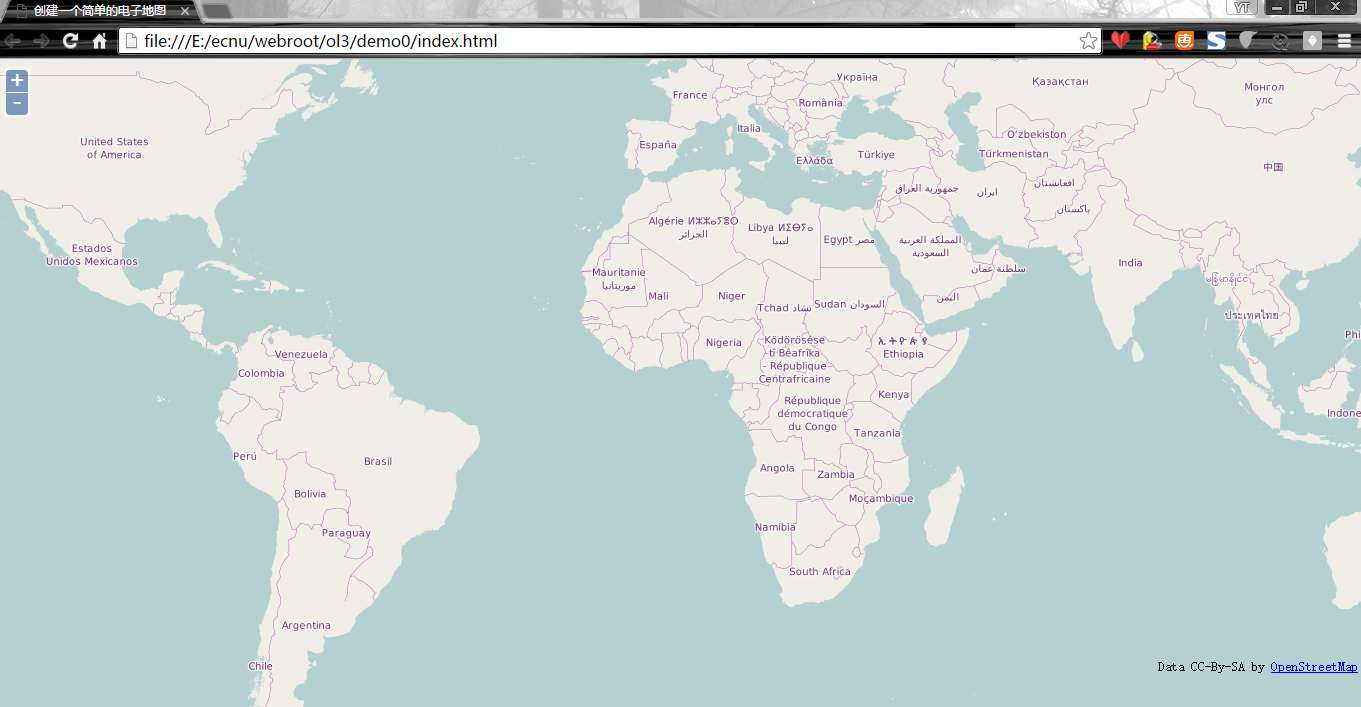 创建一个简单的电子地图
YT
file:///E:/ecnu/webroot/ol3/demo0/index.html
+
-
United States
of America
Estados
Unidos Mexicanos
Venezuela
Colombia
Perú
Brasil
Bolivia
Paraguay
Argentina
Chile
France
Україна
România
Italia
España
Ελλάδα
Türkiye
Қазақстан
Монгол
улс
Oʻzbekiston
Türkmenistan
中国
افغانستان
ایران
پاکستان
جمهورية العراق
Algérie ⵍⵣⵣⴰⵢⴻⵔ
الجزائر
Libya ⵍⵉⴱⵢⴰ
ليبيا
Egypt مصر
المملكة العربية
السعودية
سلطنة عمان
اليمن
India
မြန်မာနိုင်ငံ
ประเทศไทย
Mauritanie
موريتانيا
Mali
Niger
Tchad تشاد
Sudan السودان
Nigeria
Ködörösêse
tî Bêafrîka
- République
Centrafricaine
ኢትዮጵያ
Ethiopia
Kenya
République
démocratique
du Congo
Tanzania
Angola
Zambia
Moçambique
Namibia
South Africa
Phi
Indone
Data CC-By-SA by OpenStreetMap